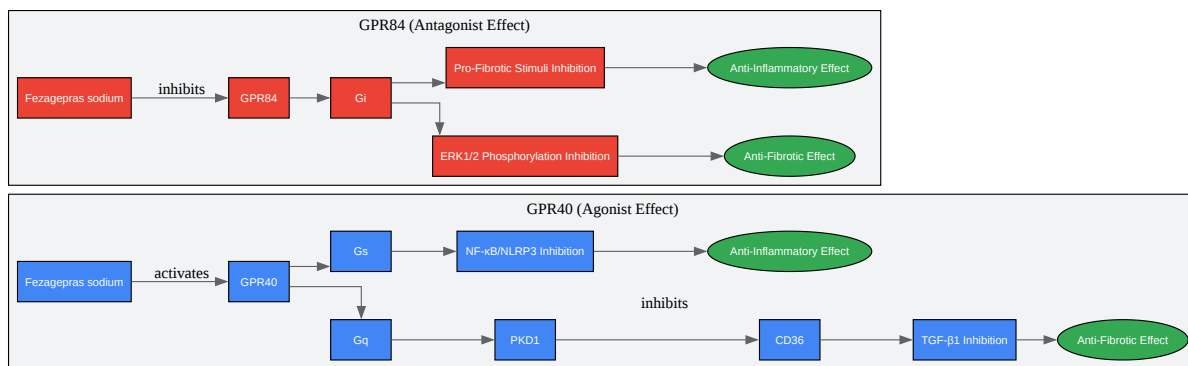 GPR84 (Antagonist Effect)
Pro-Fibrotic Stimuli Inhibition
Anti-Inflammatory Effect
Fezagepras sodium
inhibits
GPR84
Gi
ERK1/2 Phosphorylation Inhibition
Anti-Fibrotic Effect
GPR40 (Agonist Effect)
Gs
NF-κB/NLRP3 Inhibition
Anti-Inflammatory Effect
Fezagepras sodium
activates
GPR40
inhibits
Gq
PKD1
CD36
TGF-β1 Inhibition
Anti-Fibrotic Effect